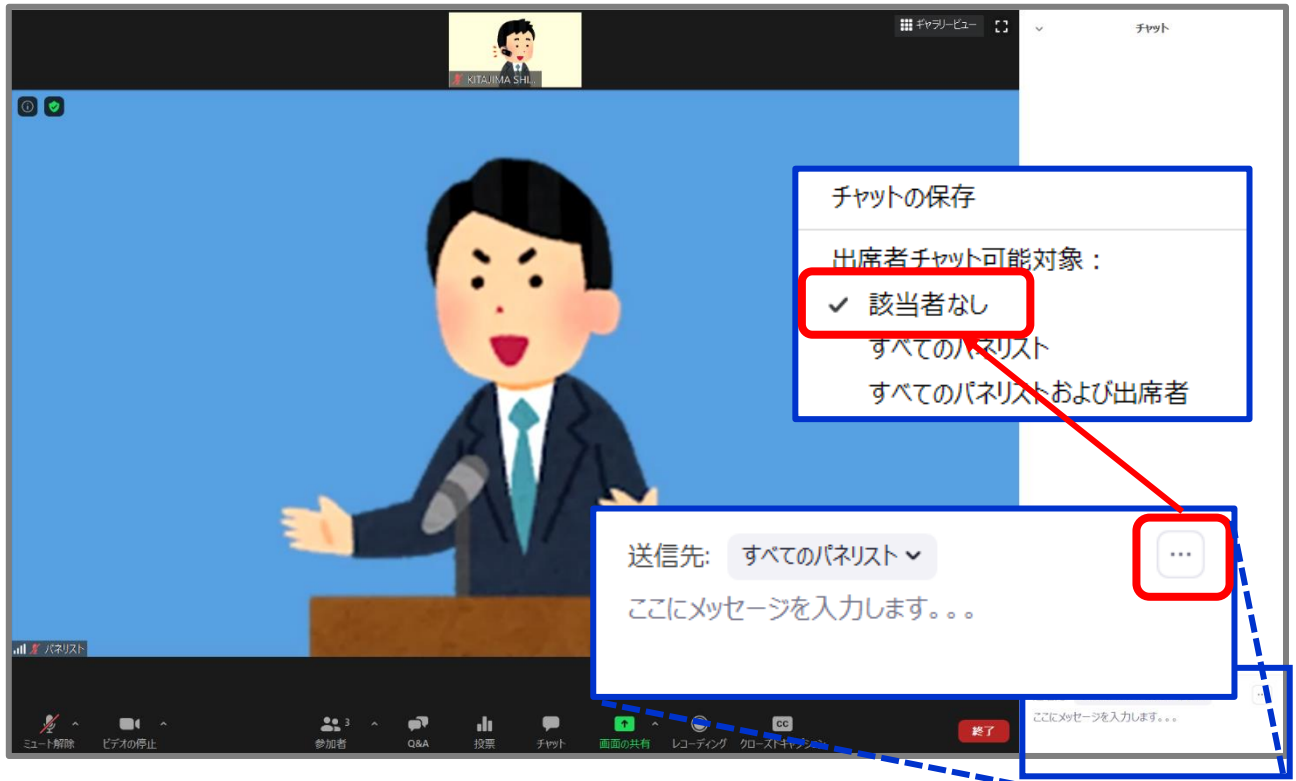 ギャラリービュー
チャット
KITAJIMA SHI...
チャットの保存
出席者チャット可能対象：
✓ 該当者なし
すべてのパネリスト
すべてのパネリストおよび出席者
送信先: すべてのパネリスト
...
ここにメッセージを入力します。。。
パネリスト
...
ここにメッセージを入力します。。。
3
CC
ミュート解除 ビデオの停止 参加者 Q&A 投票 チャット 画面の共有 レコーディング クローズドキャプション 終了